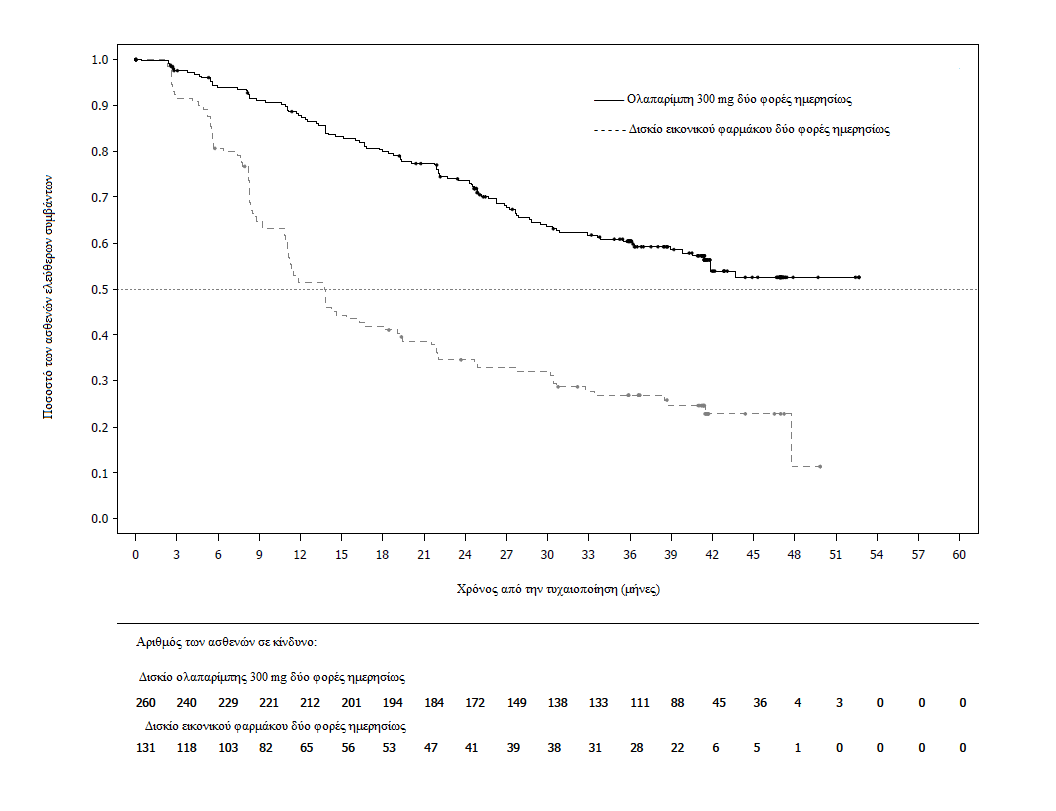 Ποσοστό των ασθενών ελεύθερων συμβάντων
1.0
0.9
0.8
0.7
0.6
0.5
0.4
0.3
0.2
0.1
0.0
Ολαπαρίμπη 300 mg δύο φορές ημερησίως
Δισκίο εικονικού φαρμάκου δύο φορές ημερησίως
0 3 6 9 12 15 18 21 24 27 30 33 36 39 42 45 48 51 54 57 60
Χρόνος από την τυχαιοποίηση (μήνες)
Αριθμός των ασθενών σε κίνδυνο:
Δισκίο ολαπαρίμπης 300 mg δύο φορές ημερησίως
260 240 229 221 212 201 194 184 172 149 138 133 111 88 45 36 4 3 0 0 0
Δισκίο εικονικού φαρμάκου δύο φορές ημερησίως
131 118 103 82 65 56 53 47 41 39 38 31 28 22 6 5 1 0 0 0 0